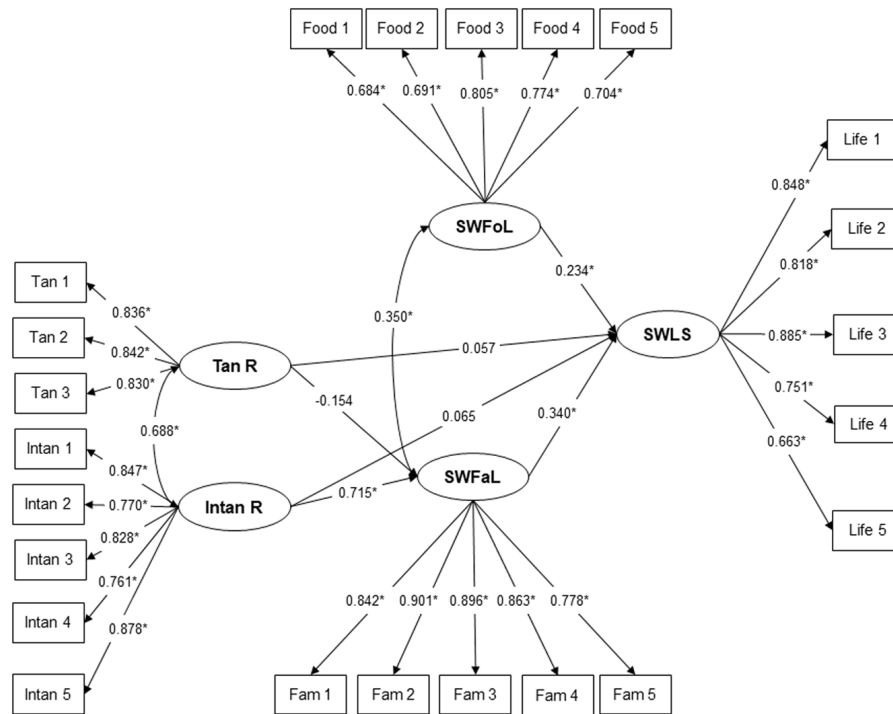 Food 1 Food 2 Food 3 Food 4 Food 5
0.684* 0.691* 0.805* 0.774* 0.704*
Life 1
0.848*
Life 2
SWFoL
0.818*
0.234*
Tan 1
0.836*
0.350*
Tan 2
0.842*
SWLS
0.885*
Life 3
0.057
Tan R
Tan 3
0.830*
0.751*
-0.154
0.065
0.340*
0.663*
Life 4
0.688*
Intan 1
0.847*
SWFaL
Intan 2
0.770*
Intan R
0.715*
Life 5
0.828*
Intan 3
0.761*
Intan 4
0.878*
0.842* 0.901* 0.896* 0.863* 0.778*
Intan 5
Fam 1 Fam 2 Fam 3 Fam 4 Fam 5